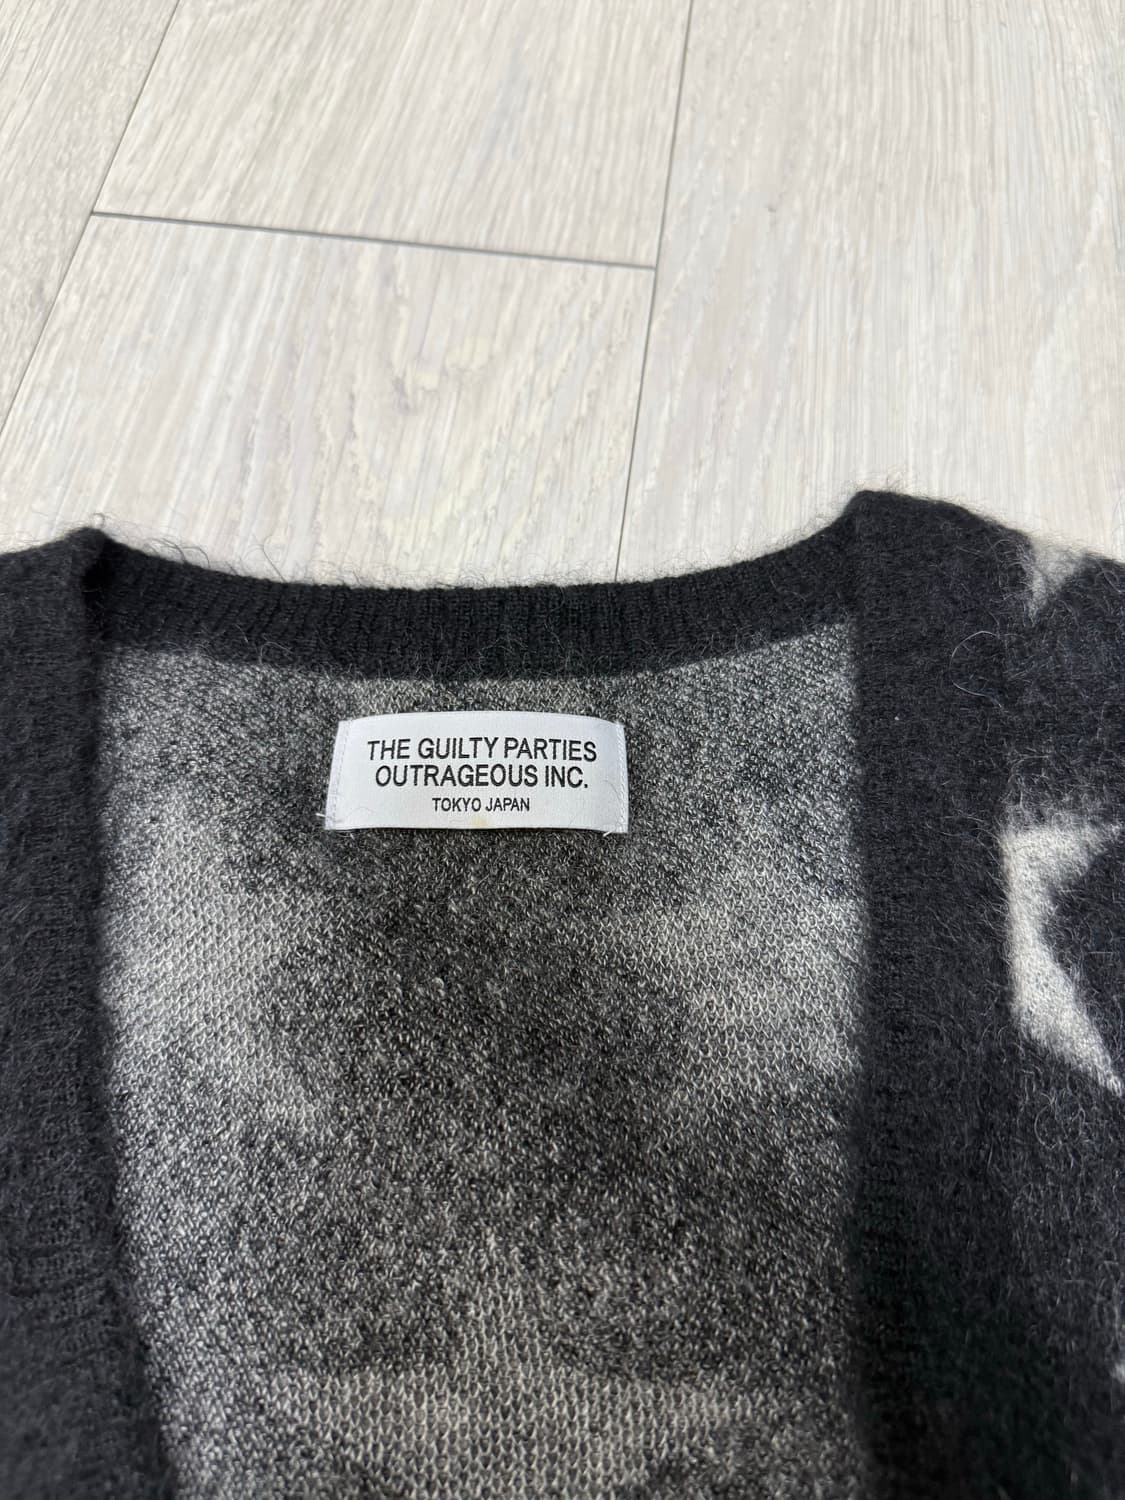 THE GUILTY PARTIES
OUTRAGEOUS INC.
TOKYO JAPAN